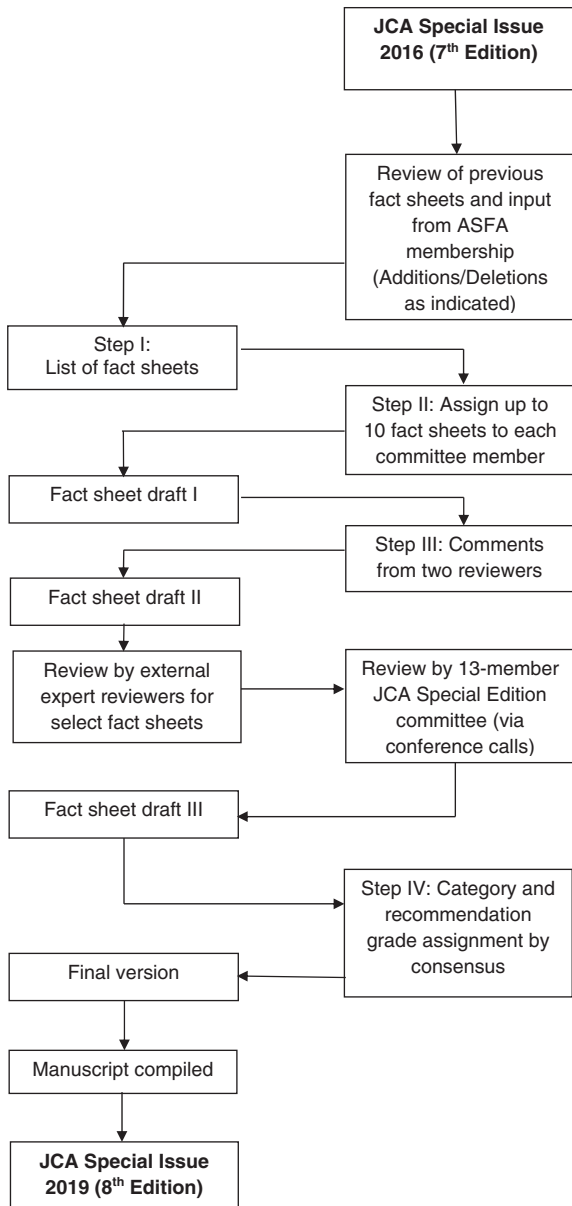 JCA Special Issue
2016 (7th Edition)
Review of previous
fact sheets and input
from ASFA
membership
(Additions/Deletions
as indicated)
Step I:
List of fact sheets
Step II: Assign up to
10 fact sheets to each
committee member
Fact sheet draft I
Step III: Comments
from two reviewers
Fact sheet draft II
Review by external
expert reviewers for
select fact sheets
Review by 13-member
JCA Special Edition
committee (via
conference calls)
Fact sheet draft III
Step IV: Category and
recommendation
grade assignment by
consensus
Final version
Manuscript compiled
JCA Special Issue
2019 (8th Edition)